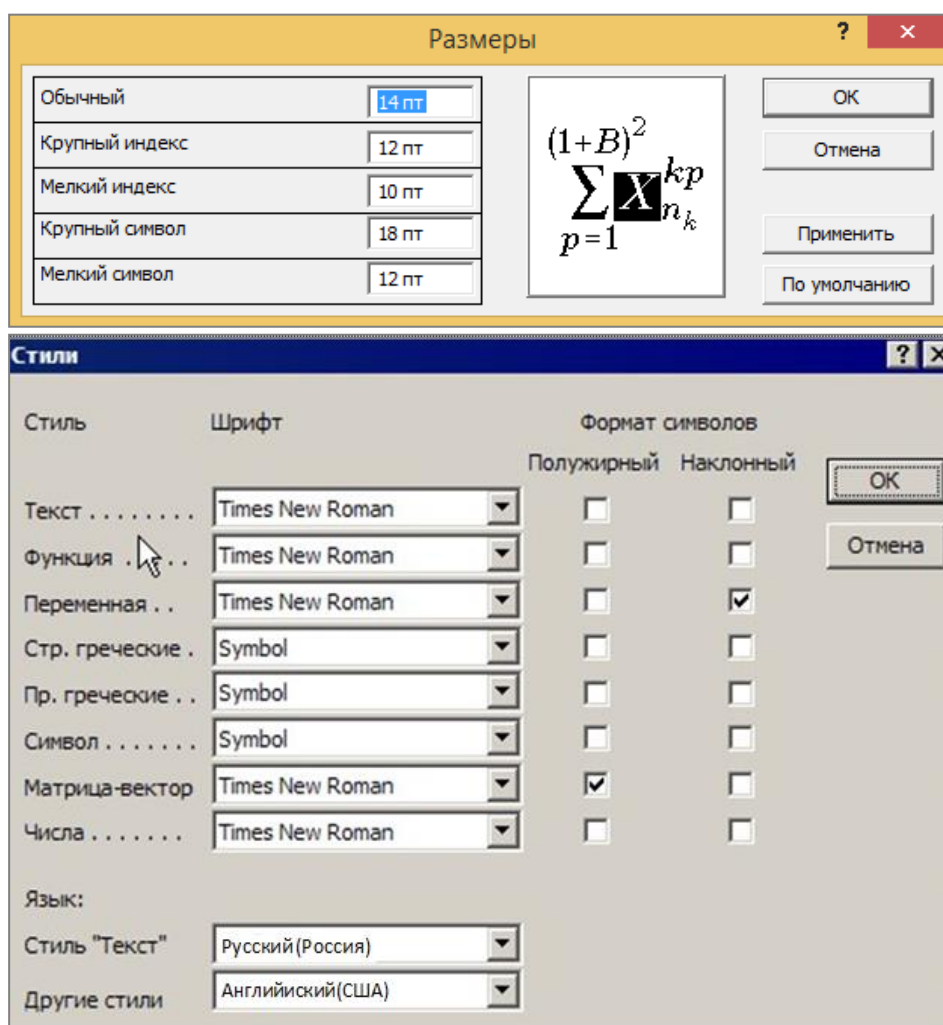 Размеры ? ×
Обычный 14 пт
Крупный индекс 12 пт
Мелкий индекс 10 пт
Крупный символ 18 пт
Мелкий символ 12 пт
(1+B)²
∑ X kp
n k
p=1
ОК
Отмена
Применить
По умолчанию
Стили ? X
Стиль Шрифт Формат символов
Полужирный Наклонный
ОК
Отмена
Текст . . . . . . . . Times New Roman
Функция . . . . Times New Roman
Переменная . . Times New Roman
Стр. греческие . Symbol
Пр. греческие . . Symbol
Символ . . . . . . . Symbol
Матрица-вектор Times New Roman
Числа . . . . . . . Times New Roman
Язык:
Стиль "Текст" Русский(Россия)
Другие стили Английиский(США)